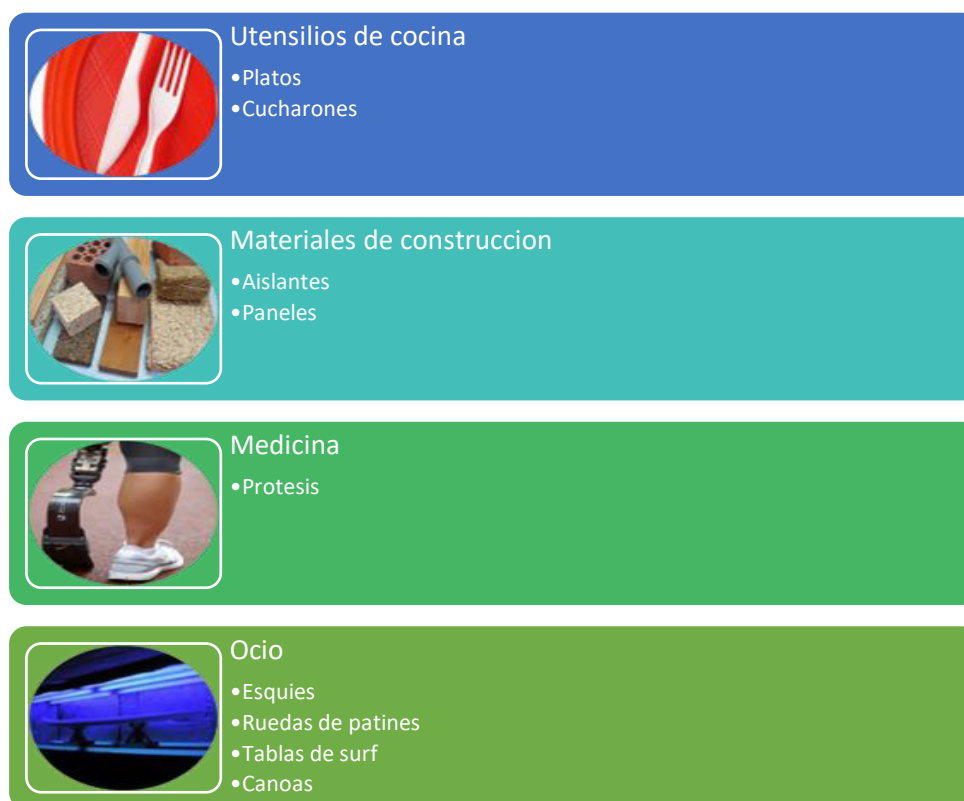 Utensilios de cocina
•Platos
•Cucharones
Materiales de construccion
•Aislantes
•Paneles
Medicina
•Protesis
Ocio
•Esquies
•Ruedas de patines
•Tablas de surf
•Canoas